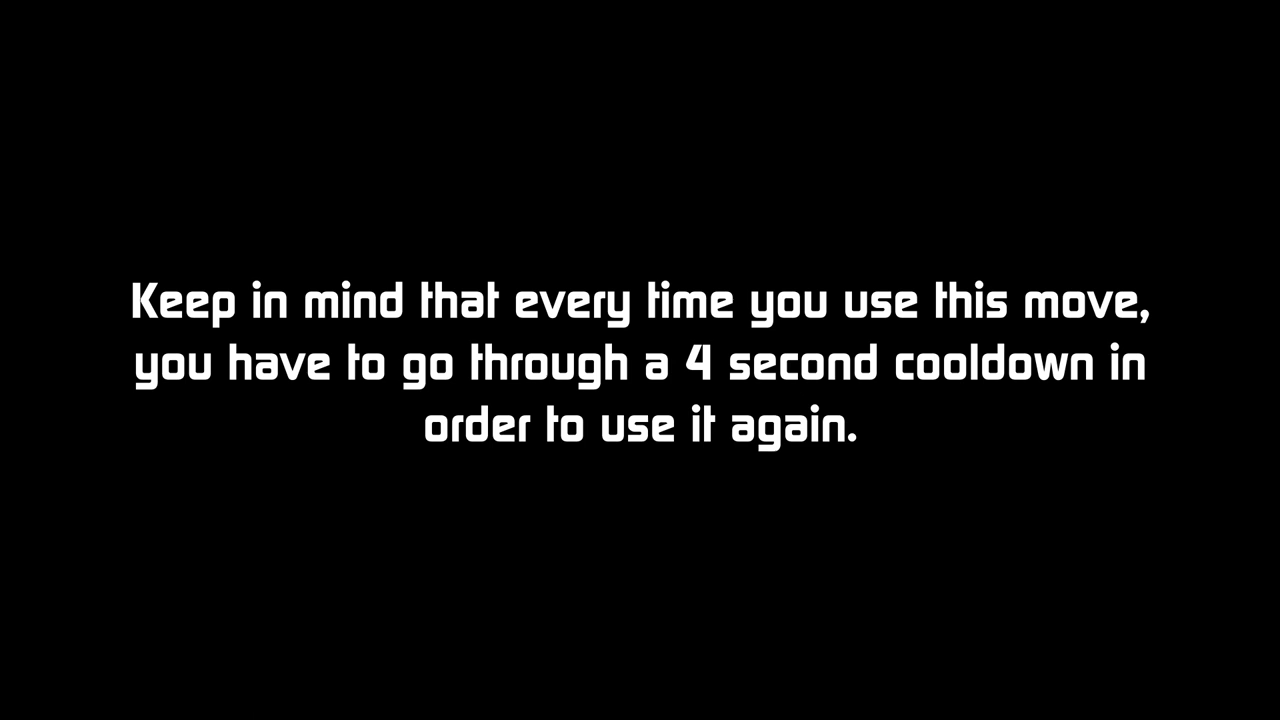 Keep in mind that every time you use this move,
you have to go through a 4 second cooldown in
order to use it again.